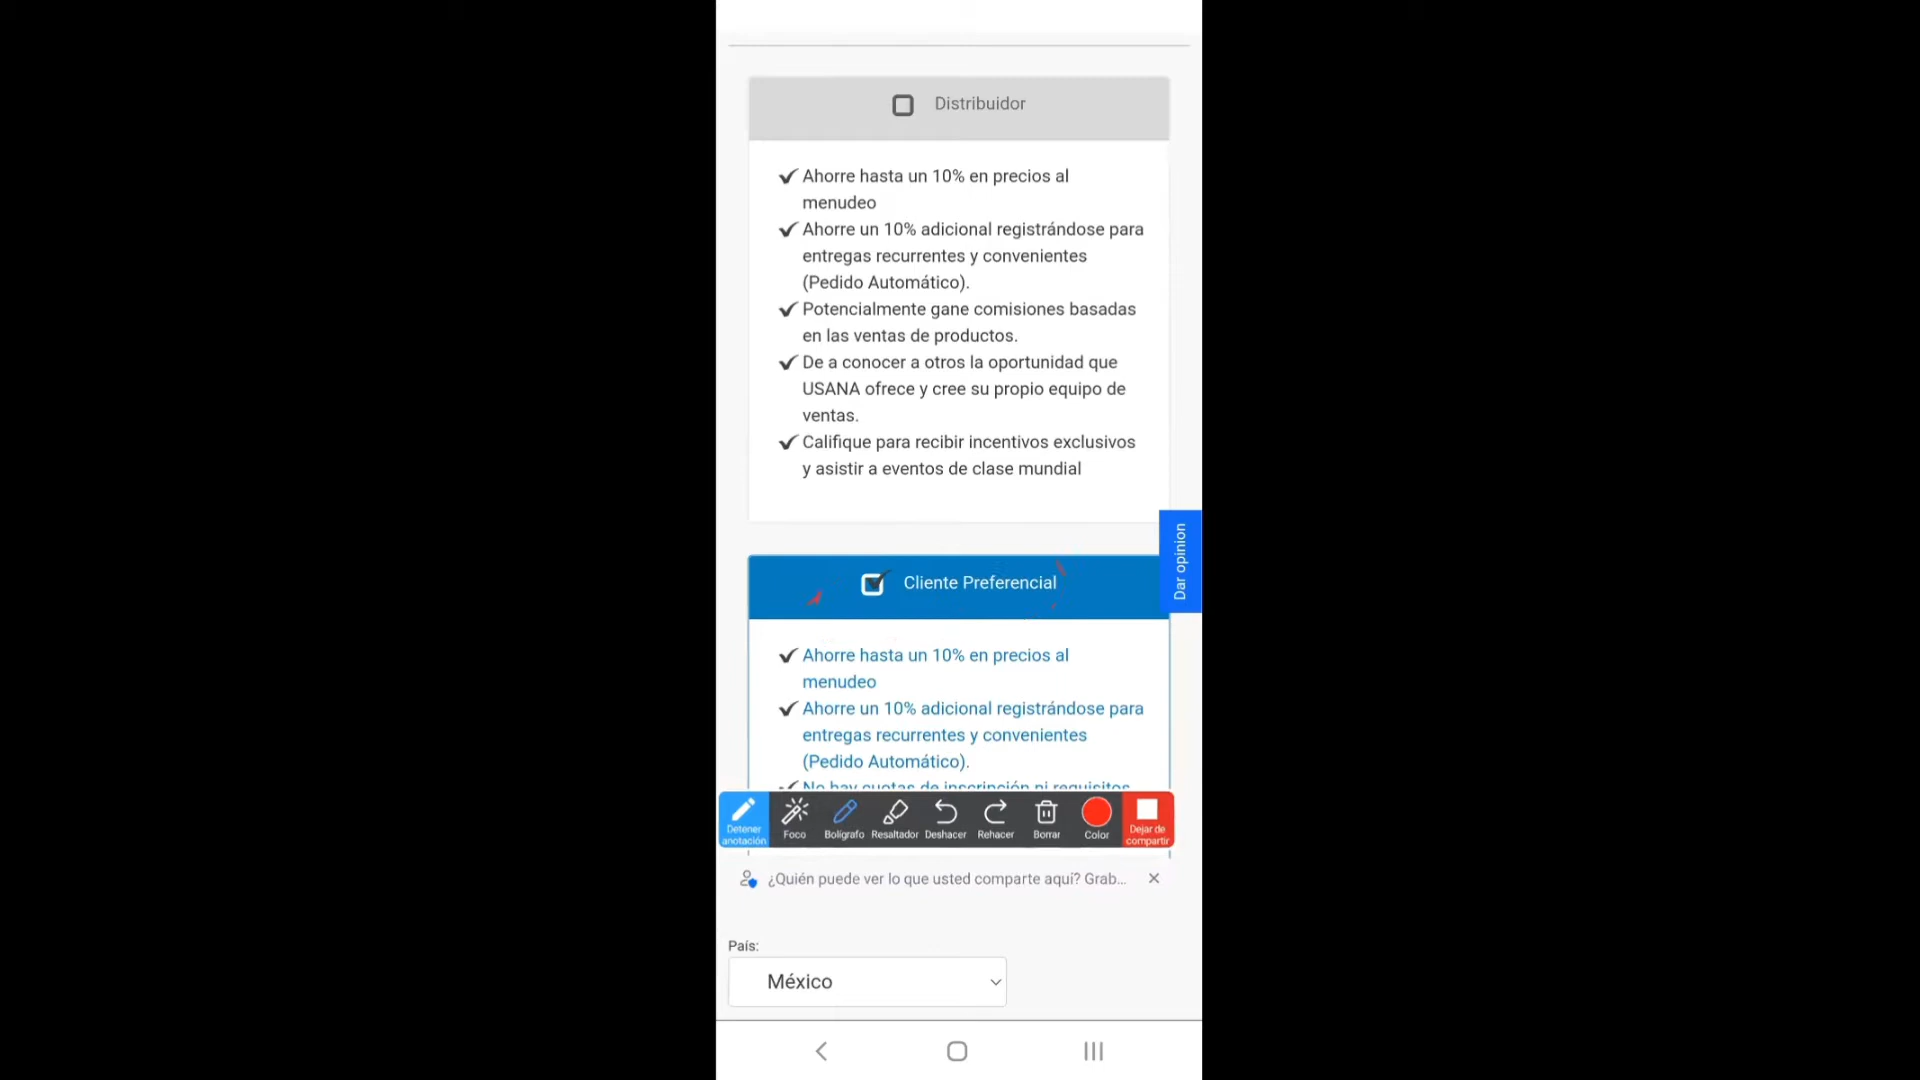 Distribuidor
Ahorre hasta un 10% en precios al
menudeo
Ahorre un 10% adicional registrándose para
entregas recurrentes y convenientes
(Pedido Automático).
Potencialmente gane comisiones basadas
en las ventas de productos.
De a conocer a otros la oportunidad que
USANA ofrece y cree su propio equipo de
ventas.
Califique para recibir incentivos exclusivos
y asistir a eventos de clase mundial
Dar opinion
Cliente Preferencial
Ahorre hasta un 10% en precios al
menudeo
Ahorre un 10% adicional registrándose para
entregas recurrentes y convenientes
(Pedido Automático).
No hay cuotas de inscripción ni requisitos
Detener
anotación
Foco
Bolígrafo
Resaltador
Deshacer
Rehacer
Borrar
Color
Dejar de
compartir
¿Quién puede ver lo que usted comparte aquí? Grab...
País:
México